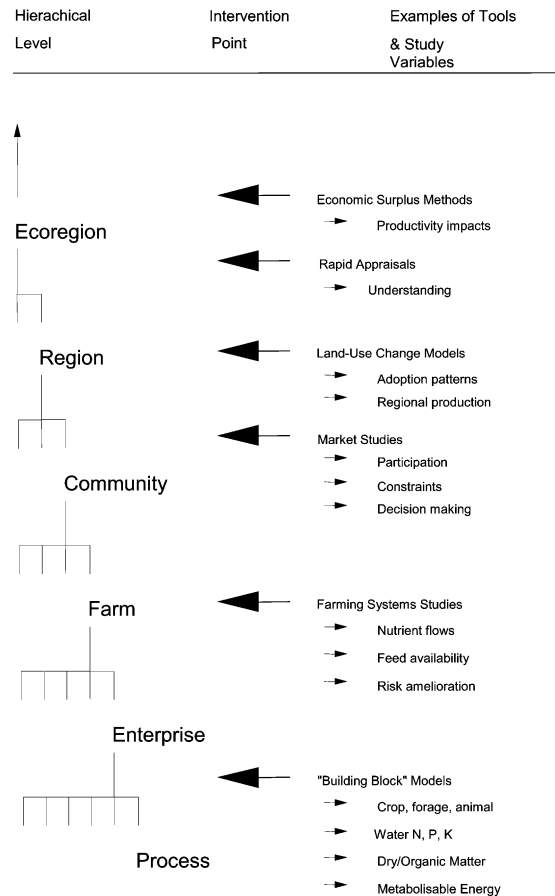 Hierachical
Level
Intervention
Point
Examples of Tools
& Study
Variables
Economic Surplus Methods
Productivity impacts
Ecoregion
Rapid Appraisals
Understanding
Region
Land-Use Change Models
Adoption patterns
Regional production
Market Studies
Participation
Community
Constraints
Decision making
Farm
Farming Systems Studies
Nutrient flows
Feed availability
Risk amelioration
Enterprise
"Building Block" Models
Crop, forage, animal
Water N, P, K
Process
Dry/Organic Matter
Metabolisable Energy